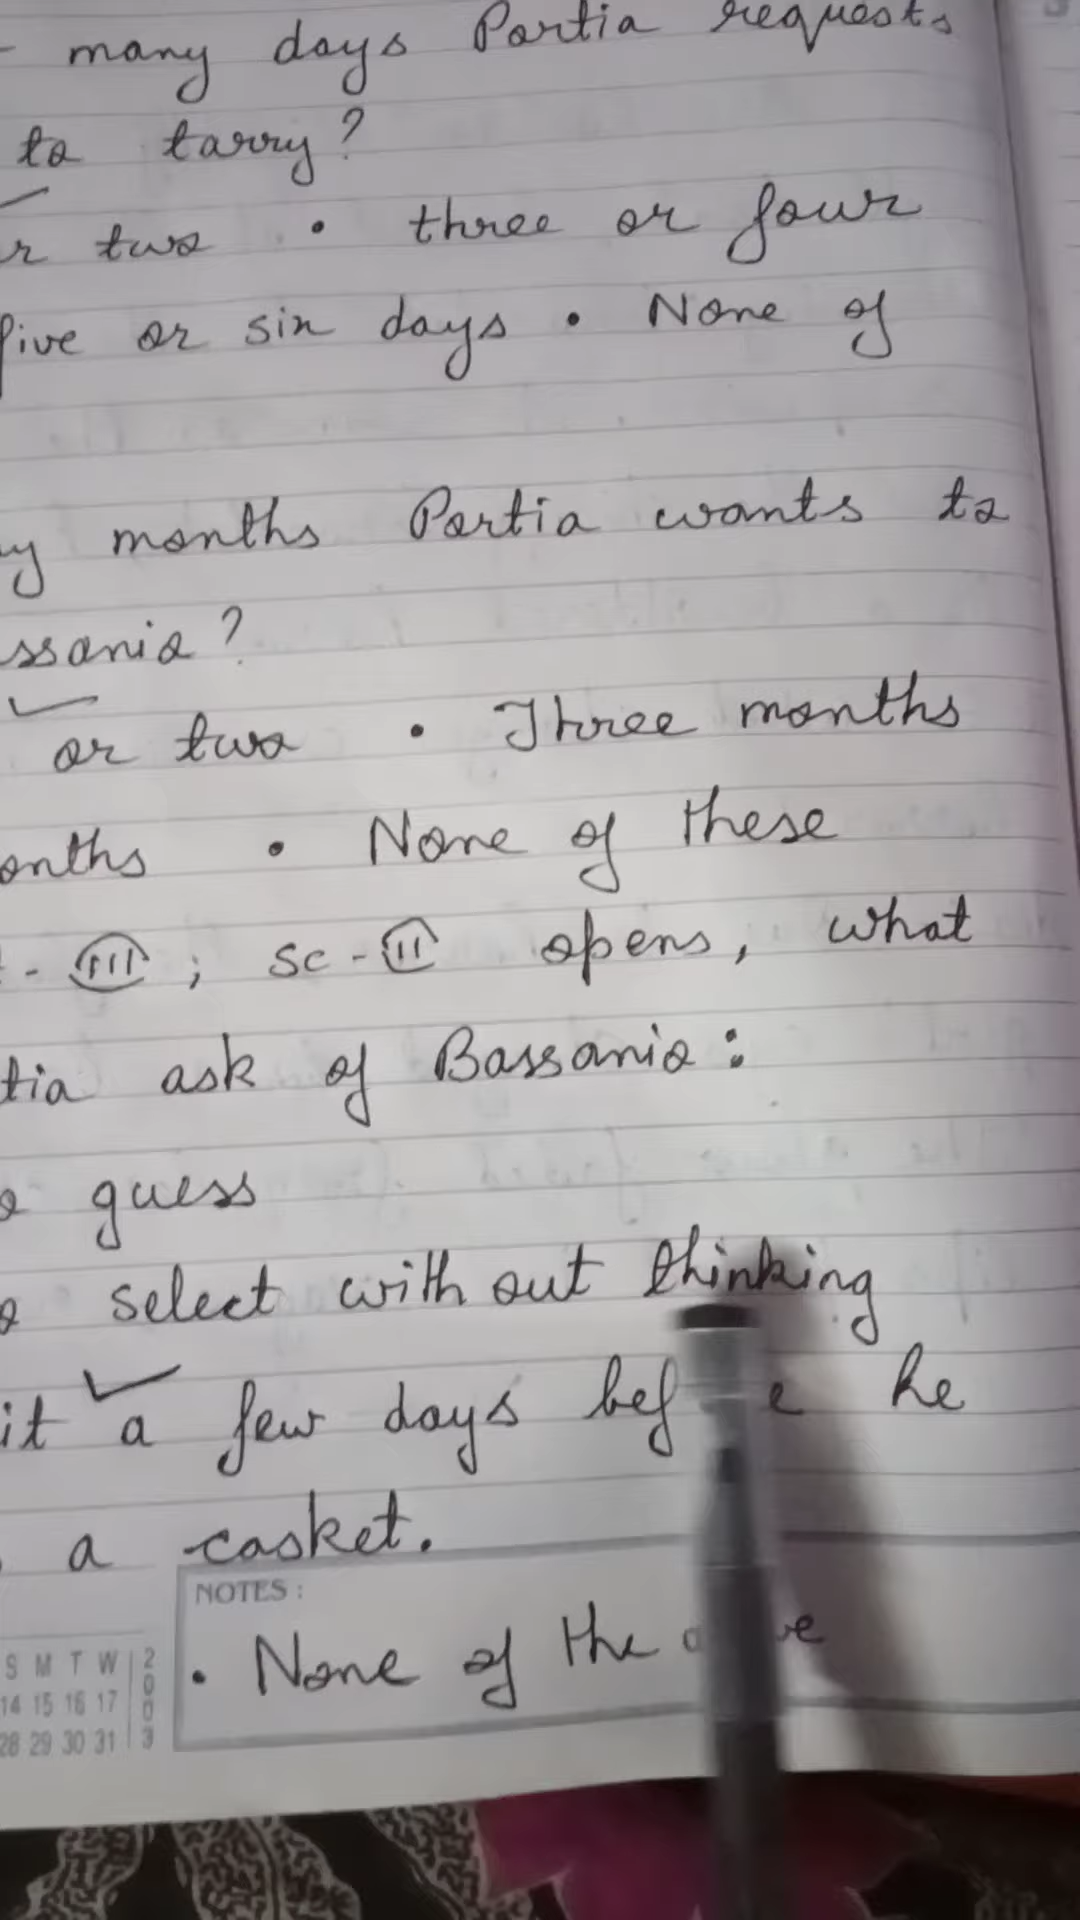 many days Portia requests
to tarry?
r two • three or four
five or six days • None of
y months Portia wants to
ssanio?
or two • Three months
onths • None of these
- III; sc - II opens, what
tia ask of Bassanio:
o guess
o select without thinking
it a few days he
a casket.
NOTES:
• None of the
S M T W 2003
14 15 16 17
28 29 30 31